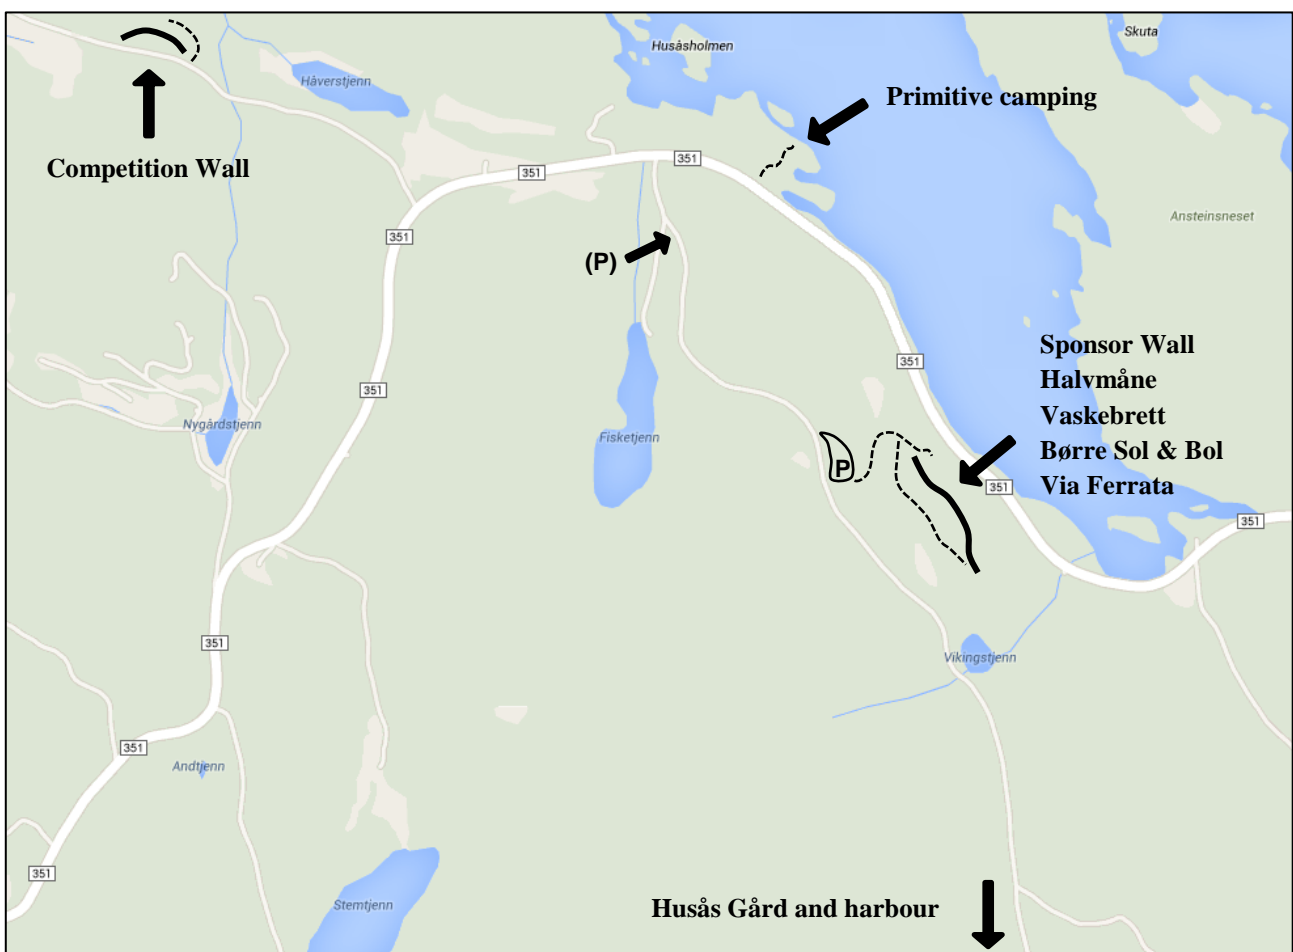 Skuta
Husåsholmen
Håverstjenn
Primitive camping
Competition Wall
351
351
Ansteinsneset
351
(P)
Sponsor Wall
Halvmåne
Vaskebrett
Børre Sol & Bol
Via Ferrata
351
351
Nygårdstjenn
Fisketjenn
P
351
351
351
Vikingstjenn
351
Andtjenn
351
Stemtjenn
Husås Gård and harbour